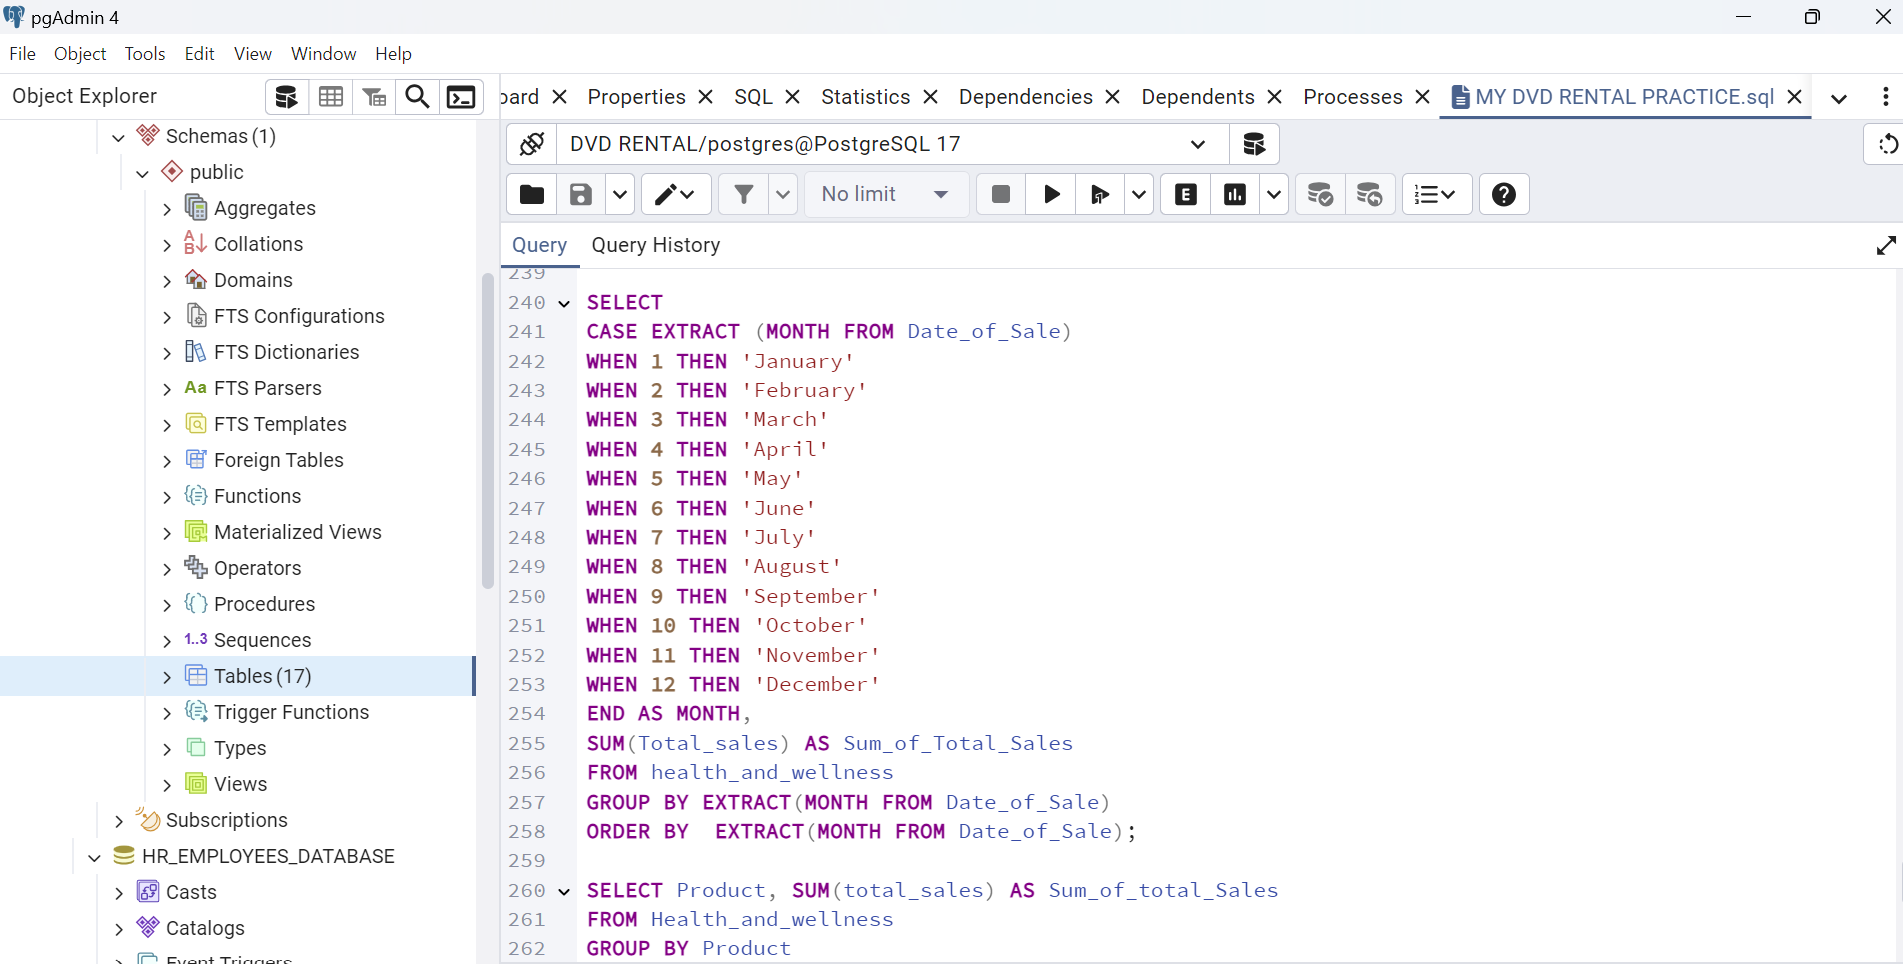 pgAdmin 4
File Object Tools Edit View Window Help
Object Explorer
oard Properties SQL Statistics Dependencies Dependents Processes MY DVD RENTAL PRACTICE.sql
Schemas (1)
public
Aggregates
Collations
Domains
FTS Configurations
FTS Dictionaries
Aa FTS Parsers
FTS Templates
Foreign Tables
Functions
Materialized Views
Operators
Procedures
1..3 Sequences
Tables (17)
Trigger Functions
Types
Views
Subscriptions
HR_EMPLOYEES_DATABASE
Casts
Catalogs
Event Triggers
DVD RENTAL/postgres@PostgreSQL 17
No limit
E
Query Query History
239
240 SELECT
241 CASE EXTRACT (MONTH FROM Date_of_Sale)
242 WHEN 1 THEN 'January'
243 WHEN 2 THEN 'February'
244 WHEN 3 THEN 'March'
245 WHEN 4 THEN 'April'
246 WHEN 5 THEN 'May'
247 WHEN 6 THEN 'June'
248 WHEN 7 THEN 'July'
249 WHEN 8 THEN 'August'
250 WHEN 9 THEN 'September'
251 WHEN 10 THEN 'October'
252 WHEN 11 THEN 'November'
253 WHEN 12 THEN 'December'
254 END AS MONTH,
255 SUM(Total_sales) AS Sum_of_Total_Sales
256 FROM health_and_wellness
257 GROUP BY EXTRACT(MONTH FROM Date_of_Sale)
258 ORDER BY  EXTRACT(MONTH FROM Date_of_Sale);
259
260 SELECT Product, SUM(total_sales) AS Sum_of_total_Sales
261 FROM Health_and_wellness
262 GROUP BY Product